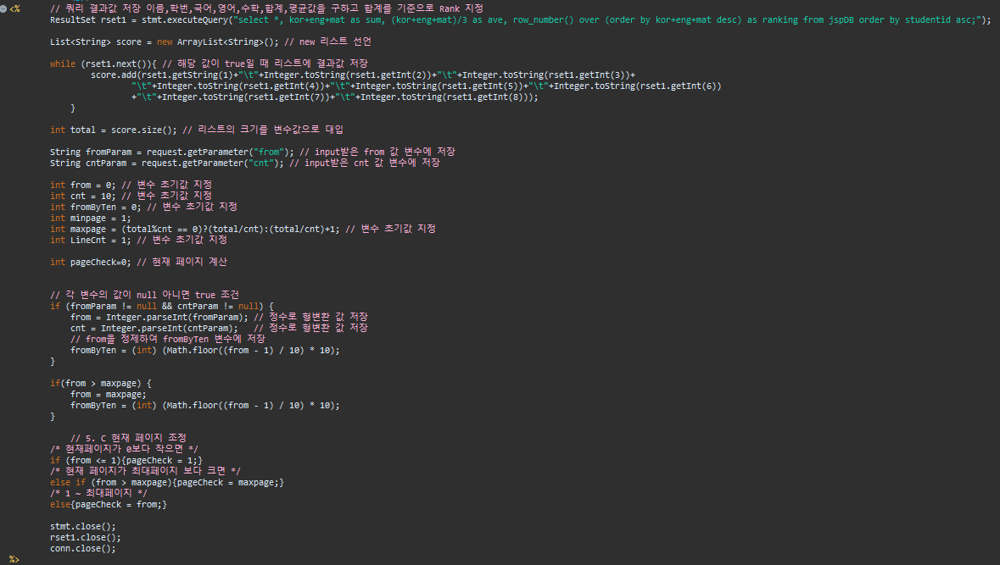 <%
// 쿼리 결과값 저장 이름,학번,국어,영어,수학,합계,평균값을 구하고 합계를 기준으로 Rank 지정
ResultSet rset1 = stmt.executeQuery("select *, kor+eng+mat as sum, (kor+eng+mat)/3 as ave, row_number() over (order by kor+eng+mat desc) as ranking from jspDB order by studentid asc;");
List<String> score = new ArrayList<String>(); // new 리스트 선언
while (rset1.next()){ // 해당 값이 true일 때 리스트에 결과값 저장
score.add(rset1.getString(1)+"\t"+Integer.toString(rset1.getInt(2))+"\t"+Integer.toString(rset1.getInt(3))+
"\t"+Integer.toString(rset1.getInt(4))+"\t"+Integer.toString(rset1.getInt(5))+"\t"+Integer.toString(rset1.getInt(6))
+"\t"+Integer.toString(rset1.getInt(7))+"\t"+Integer.toString(rset1.getInt(8)));
}
int total = score.size(); // 리스트의 크기를 변수값으로 대입
String fromParam = request.getParameter("from"); // input받은 from 값 변수에 저장
String cntParam = request.getParameter("cnt"); // input받은 cnt 값 변수에 저장
int from = 0; // 변수 초기값 지정
int cnt = 10; // 변수 초기값 지정
int fromByTen = 0; // 변수 초기값 지정
int minpage = 1;
int maxpage = (total%cnt == 0)?(total/cnt):(total/cnt)+1; // 변수 초기값 지정
int LineCnt = 1; // 변수 초기값 지정
int pageCheck=0; // 현재 페이지 계산
// 각 변수의 값이 null 아니면 true 조건
if (fromParam != null && cntParam != null) {
from = Integer.parseInt(fromParam); // 정수로 형변환 값 저장
cnt = Integer.parseInt(cntParam); // 정수로 형변환 값 저장
// from을 정제하여 fromByTen 변수에 저장
fromByTen = (int) (Math.floor((from - 1) / 10) * 10);
}
if(from > maxpage) {
from = maxpage;
fromByTen = (int) (Math.floor((from - 1) / 10) * 10);
}
// 5. C 현재 페이지 조정
/* 현재페이지가 0보다 작으면 */
if (from <= 1){pageCheck = 1;}
/* 현재 페이지가 최대페이지 보다 크면 */
else if (from > maxpage){pageCheck = maxpage;}
/* 1 ~ 최대페이지 */
else{pageCheck = from;}
stmt.close();
rset1.close();
conn.close();
%>